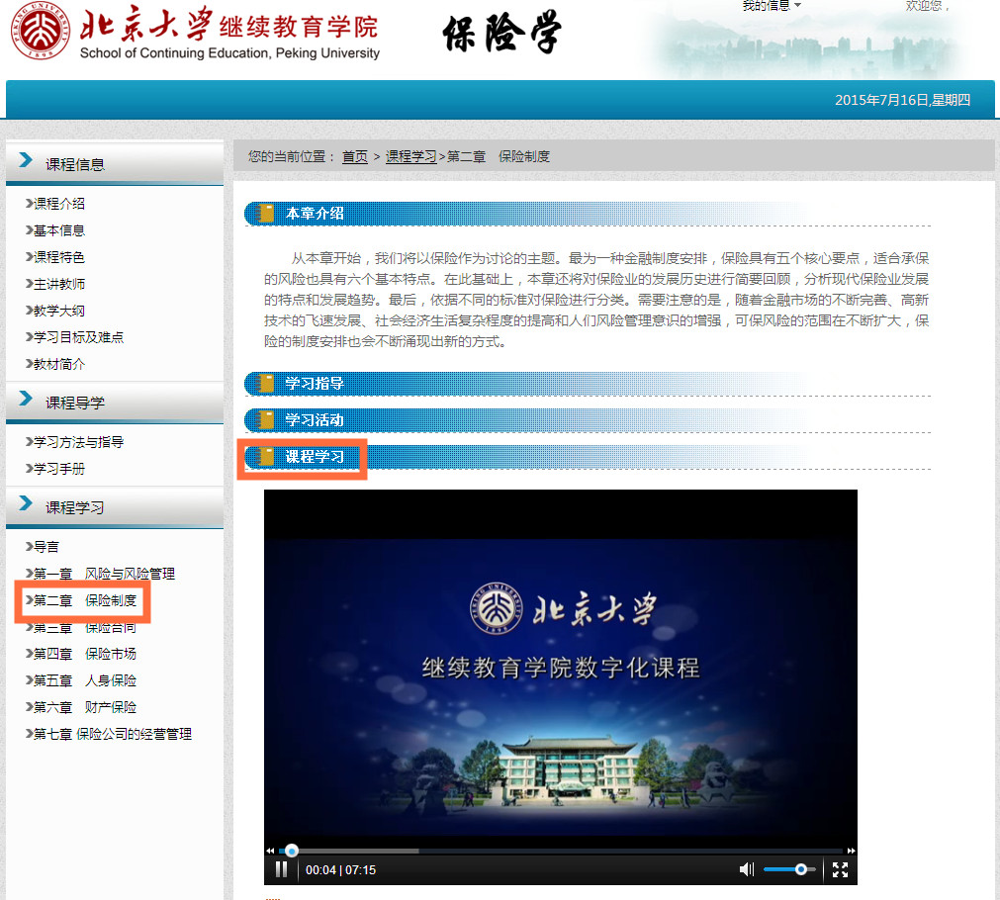 北京大学继续教育学院
School of Continuing Education, Peking University
保险学
我的信息
欢迎您，
2015年7月16日,星期四
课程信息
课程介绍
基本信息
课程特色
主讲教师
教学大纲
学习目标及难点
教材简介
课程导学
学习方法与指导
学习手册
课程学习
导言
第一章 风险与风险管理
第二章 保险制度
第三章 保险合同
第四章 保险市场
第五章 人身保险
第六章 财产保险
第七章 保险公司的经营管理
您的当前位置： 首页 > 课程学习>第二章 保险制度
本章介绍
从本章开始，我们将以保险作为讨论的主题。最为一种金融制度安排，保险具有五个核心要点，适合承保
的风险也具有六个基本特点。在此基础上，本章还将对保险业的发展历史进行简要回顾，分析现代保险业发展
的特点和发展趋势。最后，依据不同的标准对保险进行分类。需要注意的是，随着金融市场的不断完善、高新
技术的飞速发展、社会经济生活复杂程度的提高和人们风险管理意识的增强，可保风险的范围在不断扩大，保
险的制度安排也会不断涌现出新的方式。
学习指导
学习活动
课程学习
PEKING UNIVERSITY
1898
北京大学
继续教育学院数字化课程
00:04 | 07:15